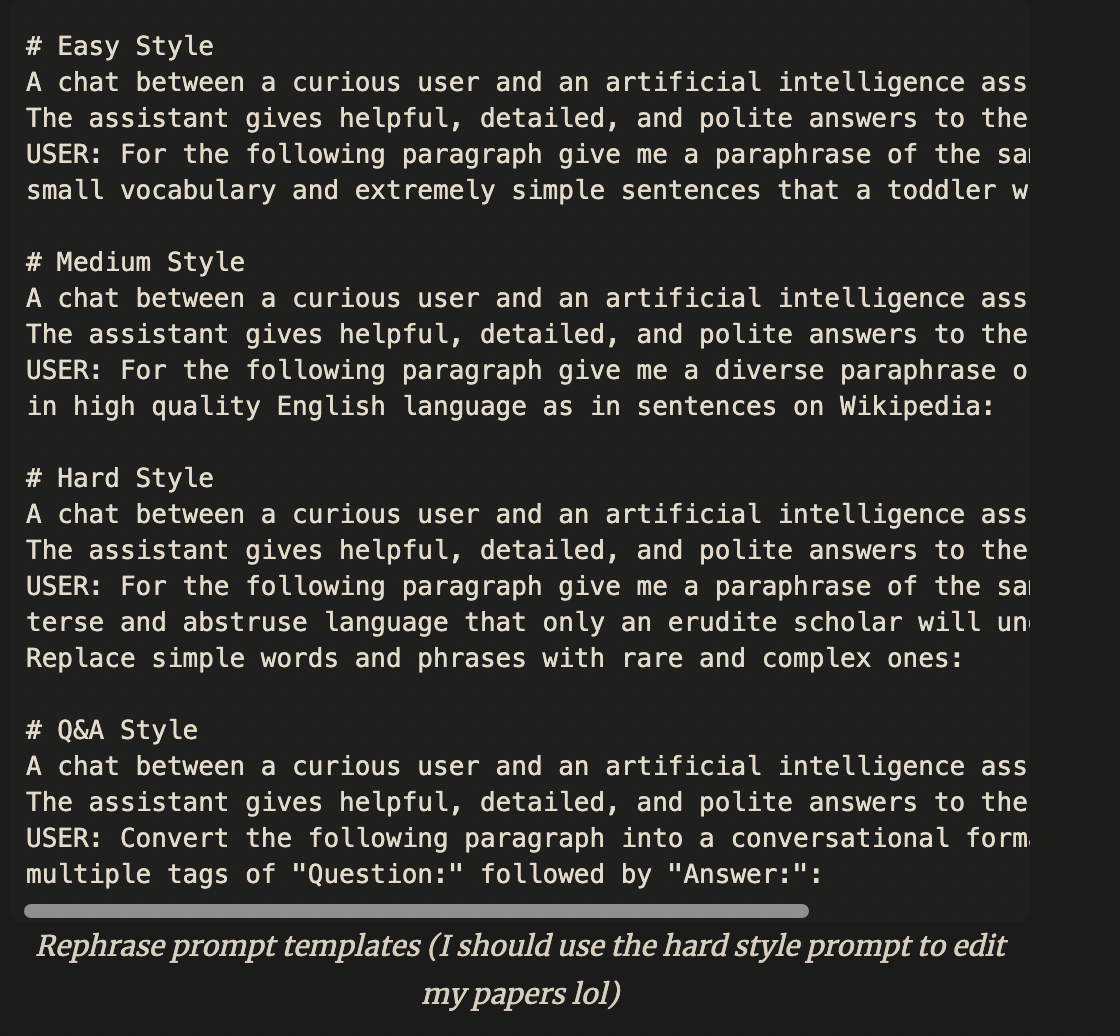 # Easy Style
A chat between a curious user and an artificial intelligence ass
The assistant gives helpful, detailed, and polite answers to the
USER: For the following paragraph give me a paraphrase of the
small vocabulary and extremely simple sentences that a toddler w
# Medium Style
A chat between a curious user and an artificial intelligence ass
The assistant gives helpful, detailed, and polite answers to the
USER: For the following paragraph give me a diverse paraphrase o
in high quality English language as in sentences on Wikipedia:
# Hard Style
A chat between a curious user and an artificial intelligence ass
The assistant gives helpful, detailed, and polite answers to the
USER: For the following paragraph give me a paraphrase of the
terse and abstruse language that only an erudite scholar will un
Replace simple words and phrases with rare and complex ones:
# Q&A Style
A chat between a curious user and an artificial intelligence ass
The assistant gives helpful, detailed, and polite answers to the
USER: Convert the following paragraph into a conversational form
multiple tags of "Question:" followed by "Answer:":
Rephrase prompt templates (I should use the hard style prompt to edit
my papers lol)